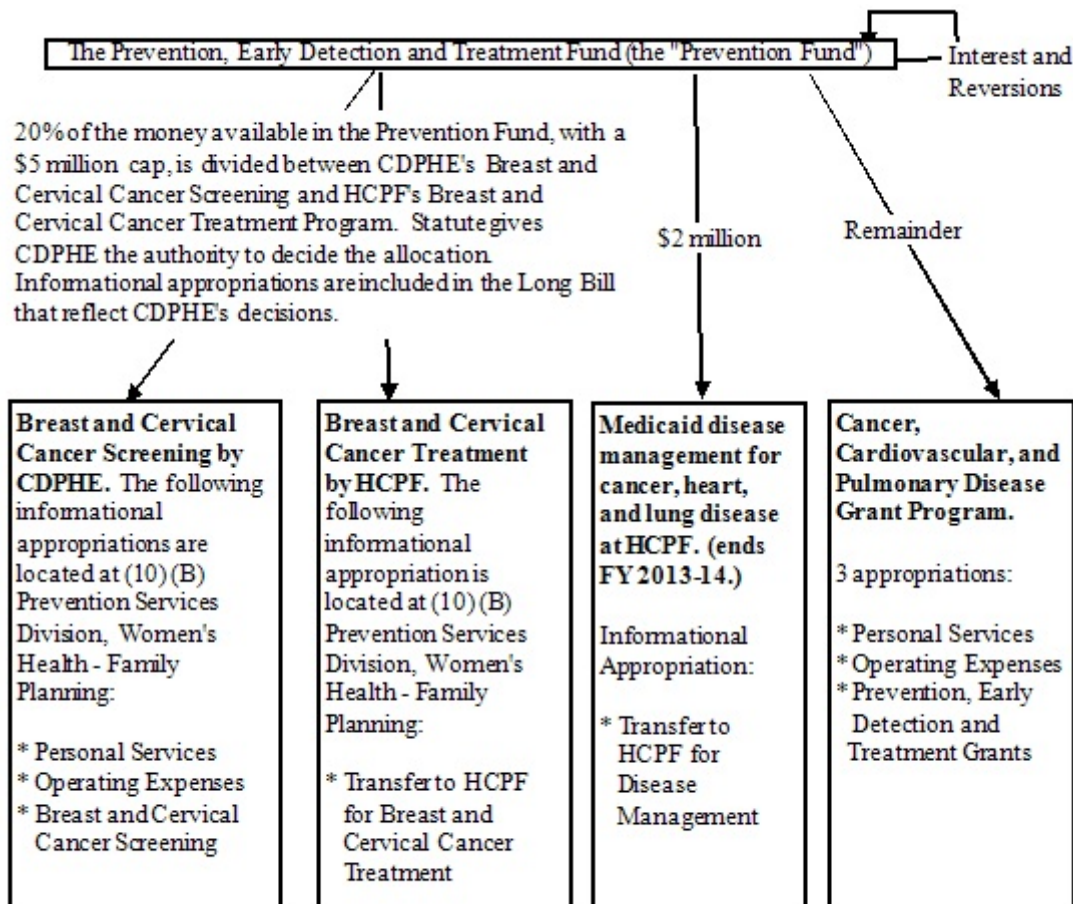 The Prevention, Early Detection and Treatment Fund (the "Prevention Fund")
Interest and
Reversions
20% of the money available in the Prevention Fund, with a
$5 million cap, is divided between CDPHE's Breast and
Cervical Cancer Screening and HCPF's Breast and
Cervical Cancer Treatment Program. Statute gives
CDPHE the authority to decide the allocation.
Informational appropriations are included in the Long Bill
that reflect CDPHE's decisions.
$2 million
Remainder
Breast and Cervical
Cancer Screening by
CDPHE. The following
informational
appropriations are
located at (10) (B)
Prevention Services
Division, Women's
Health - Family
Planning:
* Personal Services
* Operating Expenses
* Breast and Cervical
Cancer Screening
Breast and Cervical
Cancer Treatment
by HCPF. The
following
informational
appropriation is
located at (10) (B)
Prevention Services
Division, Women's
Health - Family
Planning:
* Transfer to HCPF
for Breast and
Cervical Cancer
Treatment
Medicaid disease
management for
cancer, heart,
and lung disease
at HCPF. (ends
FY 2013-14.)
Informational
Appropriation:
* Transfer to
HCPF for
Disease
Management
Cancer,
Cardiovascular, and
Pulmonary Disease
Grant Program.
3 appropriations:
* Personal Services
* Operating Expenses
* Prevention, Early
Detection and
Treatment Grants